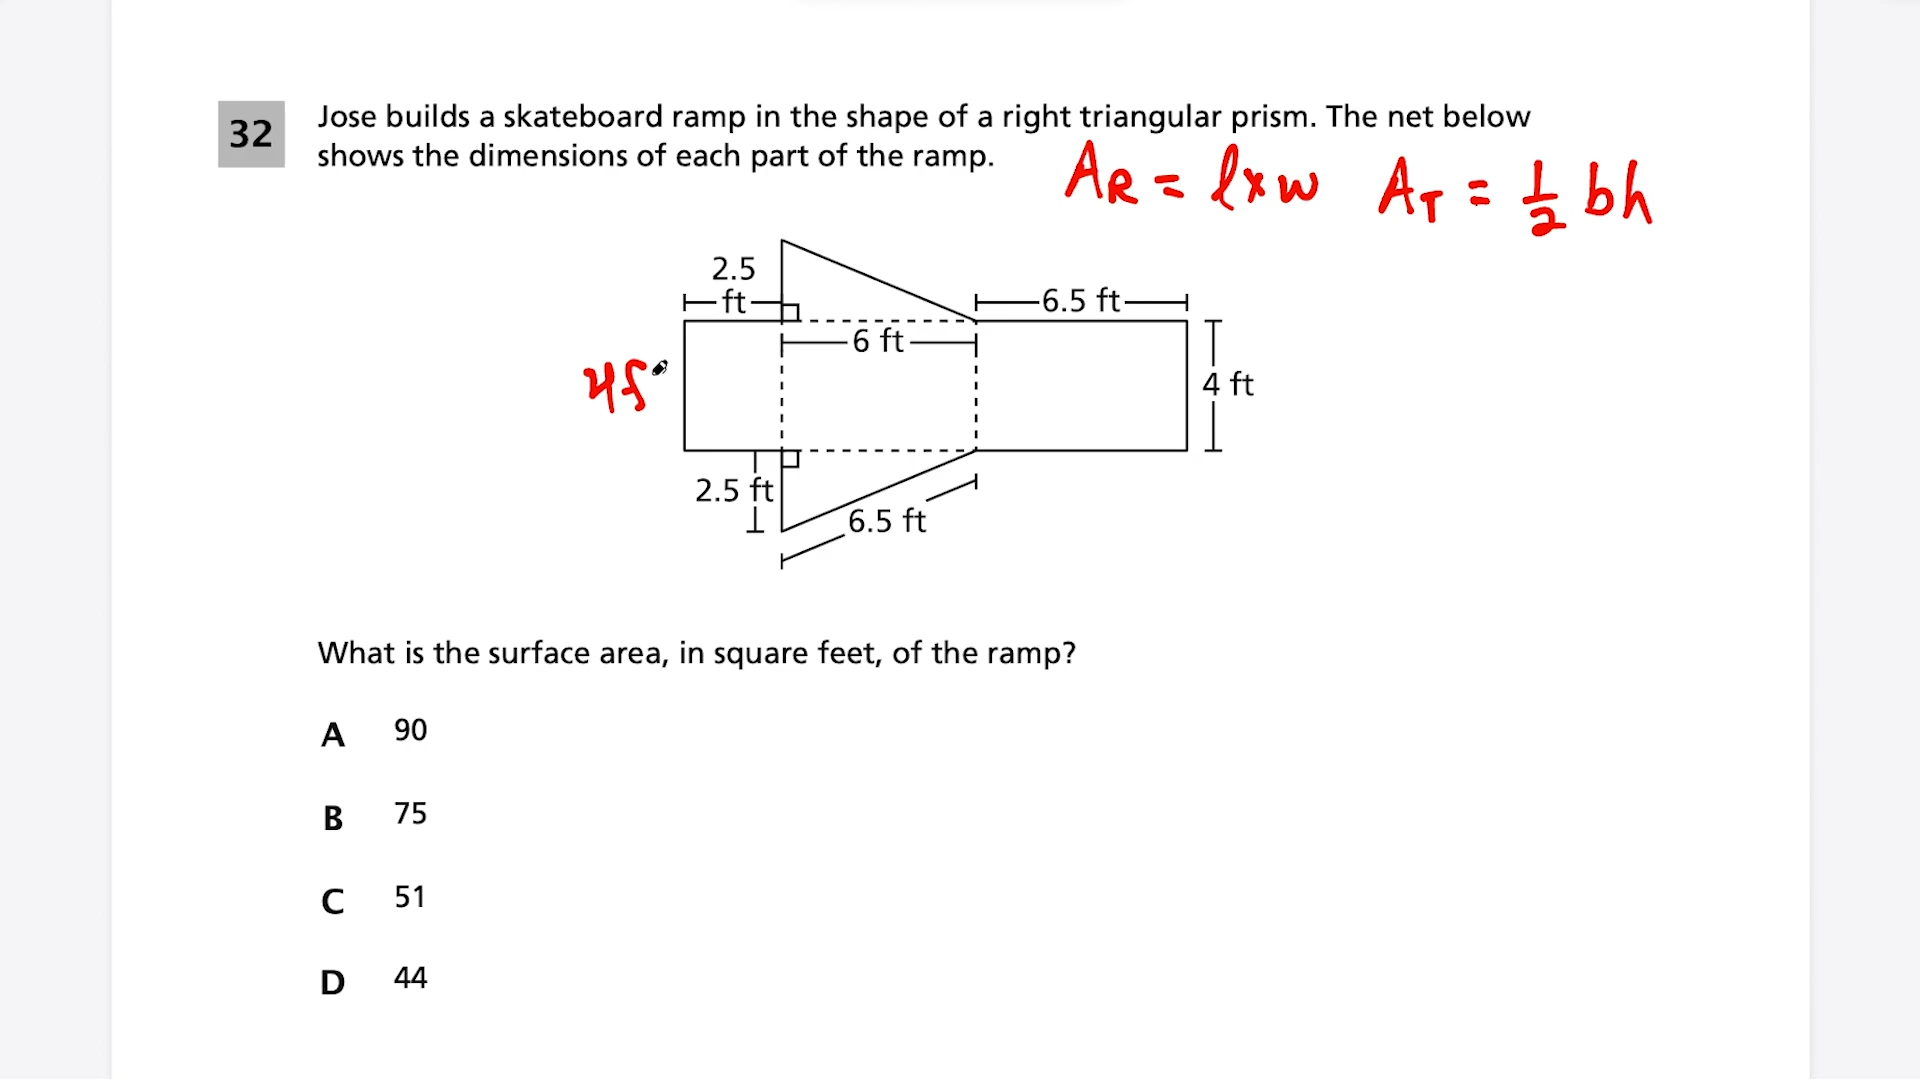 32
Jose builds a skateboard ramp in the shape of a right triangular prism. The net below
shows the dimensions of each part of the ramp.
A_R = l x w A_T = 1/2 bh
2.5
ft
6.5 ft
6 ft
4 f
4 ft
2.5 ft
6.5 ft
What is the surface area, in square feet, of the ramp?
A 90
B 75
C 51
D 44